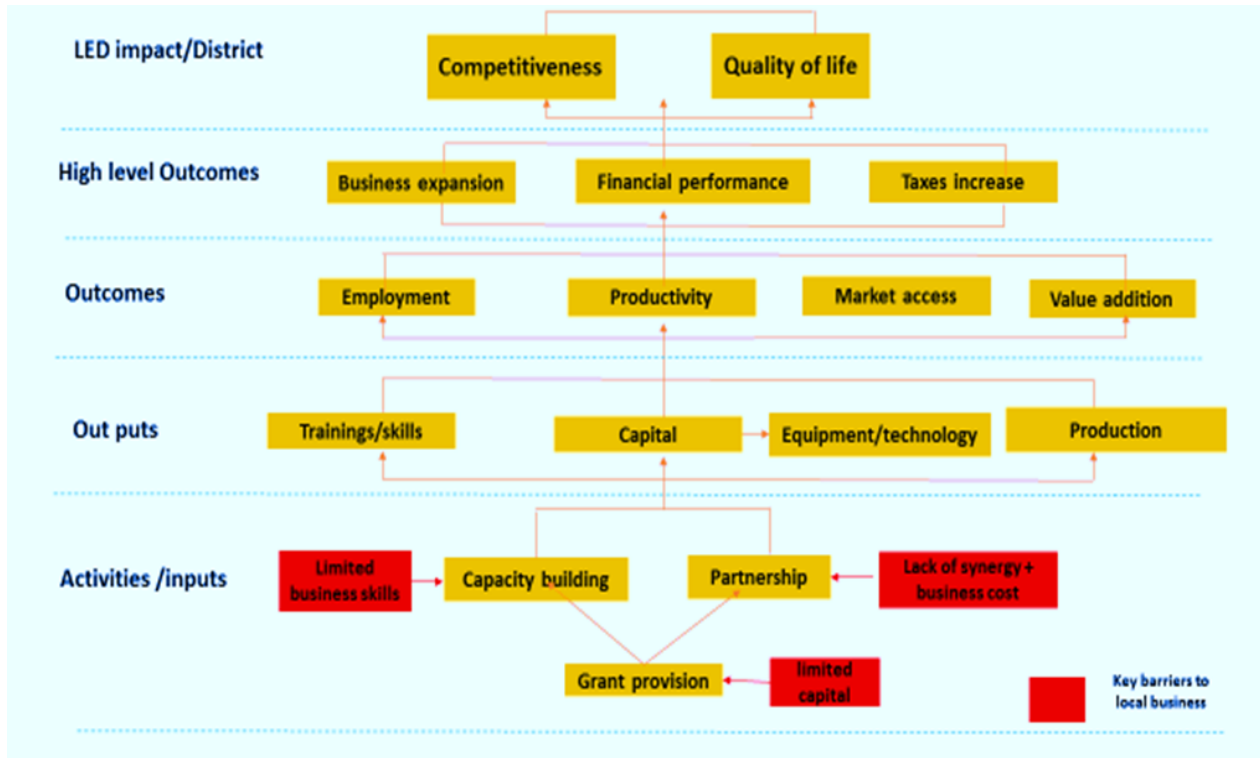 LED impact/District
Competitiveness
Quality of life
High level Outcomes
Business expansion
Financial performance
Taxes increase
Outcomes
Employment
Productivity
Market access
Value addition
Out puts
Trainings/skills
Capital
Equipment/technology
Production
Activities /inputs
Limited
business skills
Capacity building
Partnership
Lack of synergy +
business cost
Grant provision
limited
capital
Key barriers to
local business